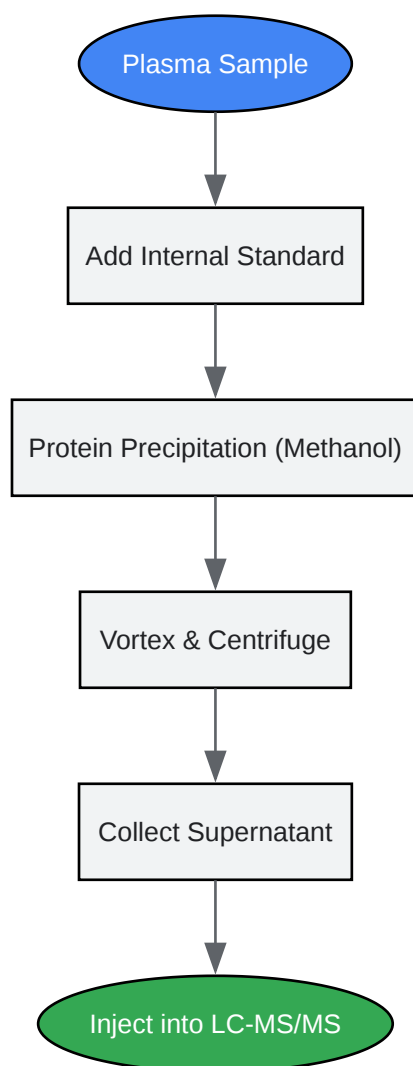 Plasma Sample
Add Internal Standard
Protein Precipitation (Methanol)
Vortex & Centrifuge
Collect Supernatant
Inject into LC-MS/MS